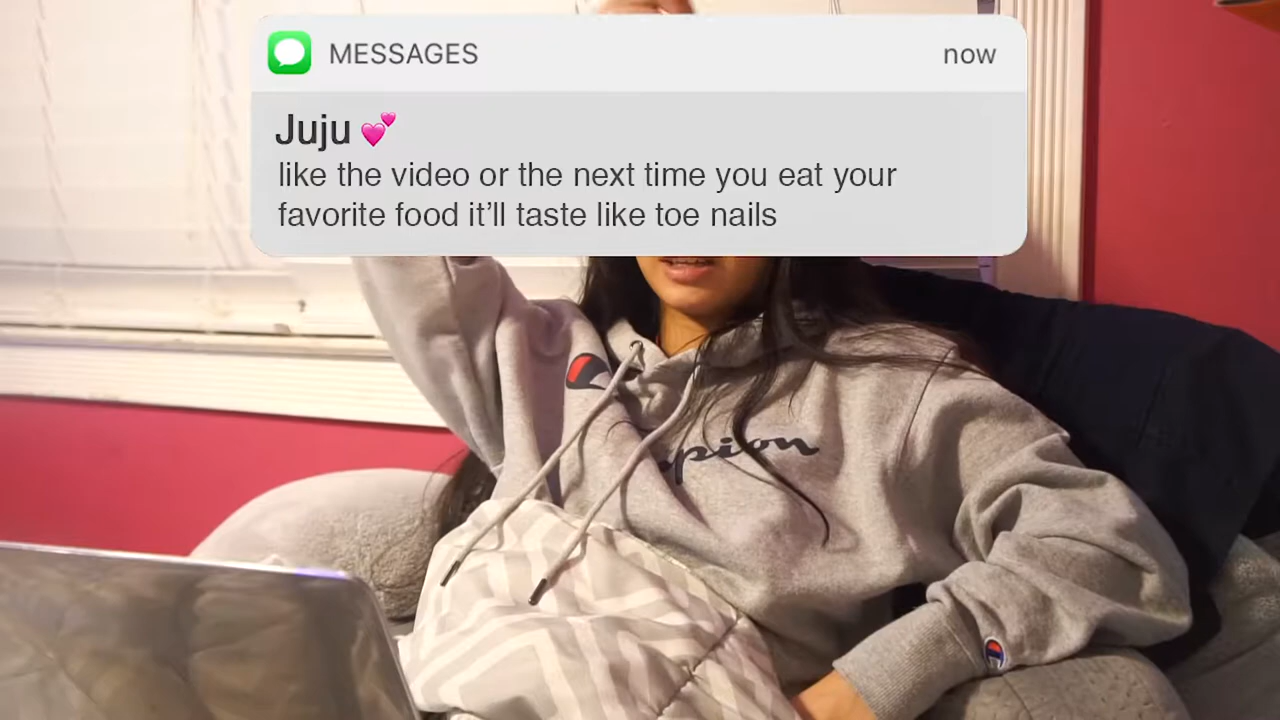 MESSAGES now
Juju 💕
like the video or the next time you eat your
favorite food it’ll taste like toe nails